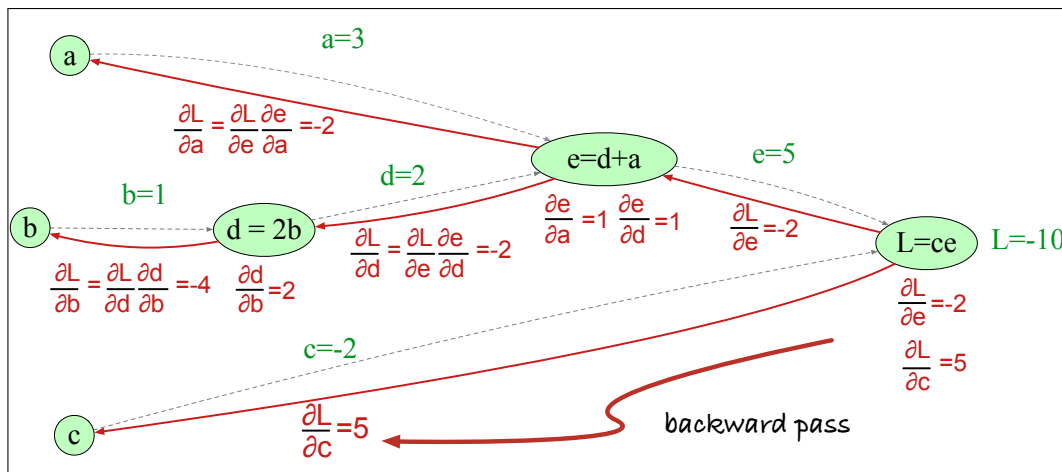 a=3
a
∂L/∂a = ∂L/∂e ∂e/∂a =-2
e=d+a
e=5
b=1
d=2
b
d = 2b
∂e/∂a =1 ∂e/∂d =1
∂L/∂e =-2
L=ce
L=-10
∂L/∂d = ∂L/∂e ∂e/∂d =-2
∂L/∂b = ∂L/∂d ∂d/∂b =-4
∂d/∂b =2
∂L/∂e =-2
c=-2
∂L/∂c =5
c
∂L/∂c =5
backward pass